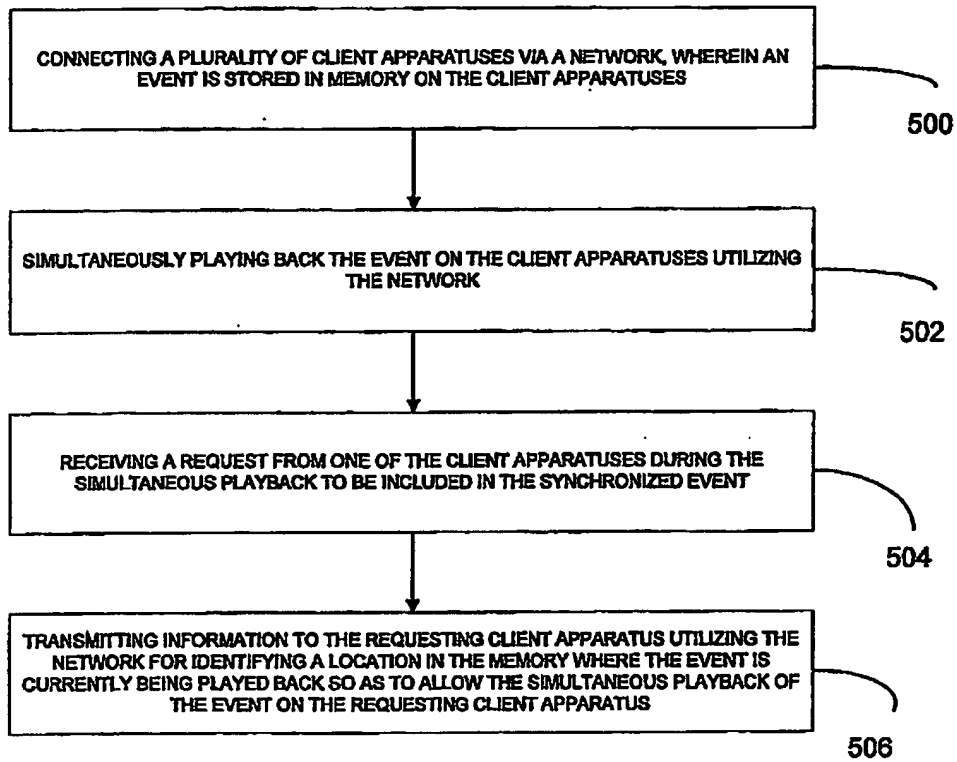 CONNECTING A PLURALITY OF CLIENT APPARATUSES VIA A NETWORK, WHEREIN AN
EVENT IS STORED IN MEMORY ON THE CLIENT APPARATUSES
500
SIMULTANEOUSLY PLAYING BACK THE EVENT ON THE CLIENT APPARATUSES UTILIZING
THE NETWORK
502
RECEIVING A REQUEST FROM ONE OF THE CLIENT APPARATUSES DURING THE
SIMULTANEOUS PLAYBACK TO BE INCLUDED IN THE SYNCHRONIZED EVENT
504
TRANSMITTING INFORMATION TO THE REQUESTING CLIENT APPARATUS UTILIZING THE
NETWORK FOR IDENTIFYING A LOCATION IN THE MEMORY WHERE THE EVENT IS
CURRENTLY BEING PLAYED BACK SO AS TO ALLOW THE SIMULTANEOUS PLAYBACK OF
THE EVENT ON THE REQUESTING CLIENT APPARATUS
506